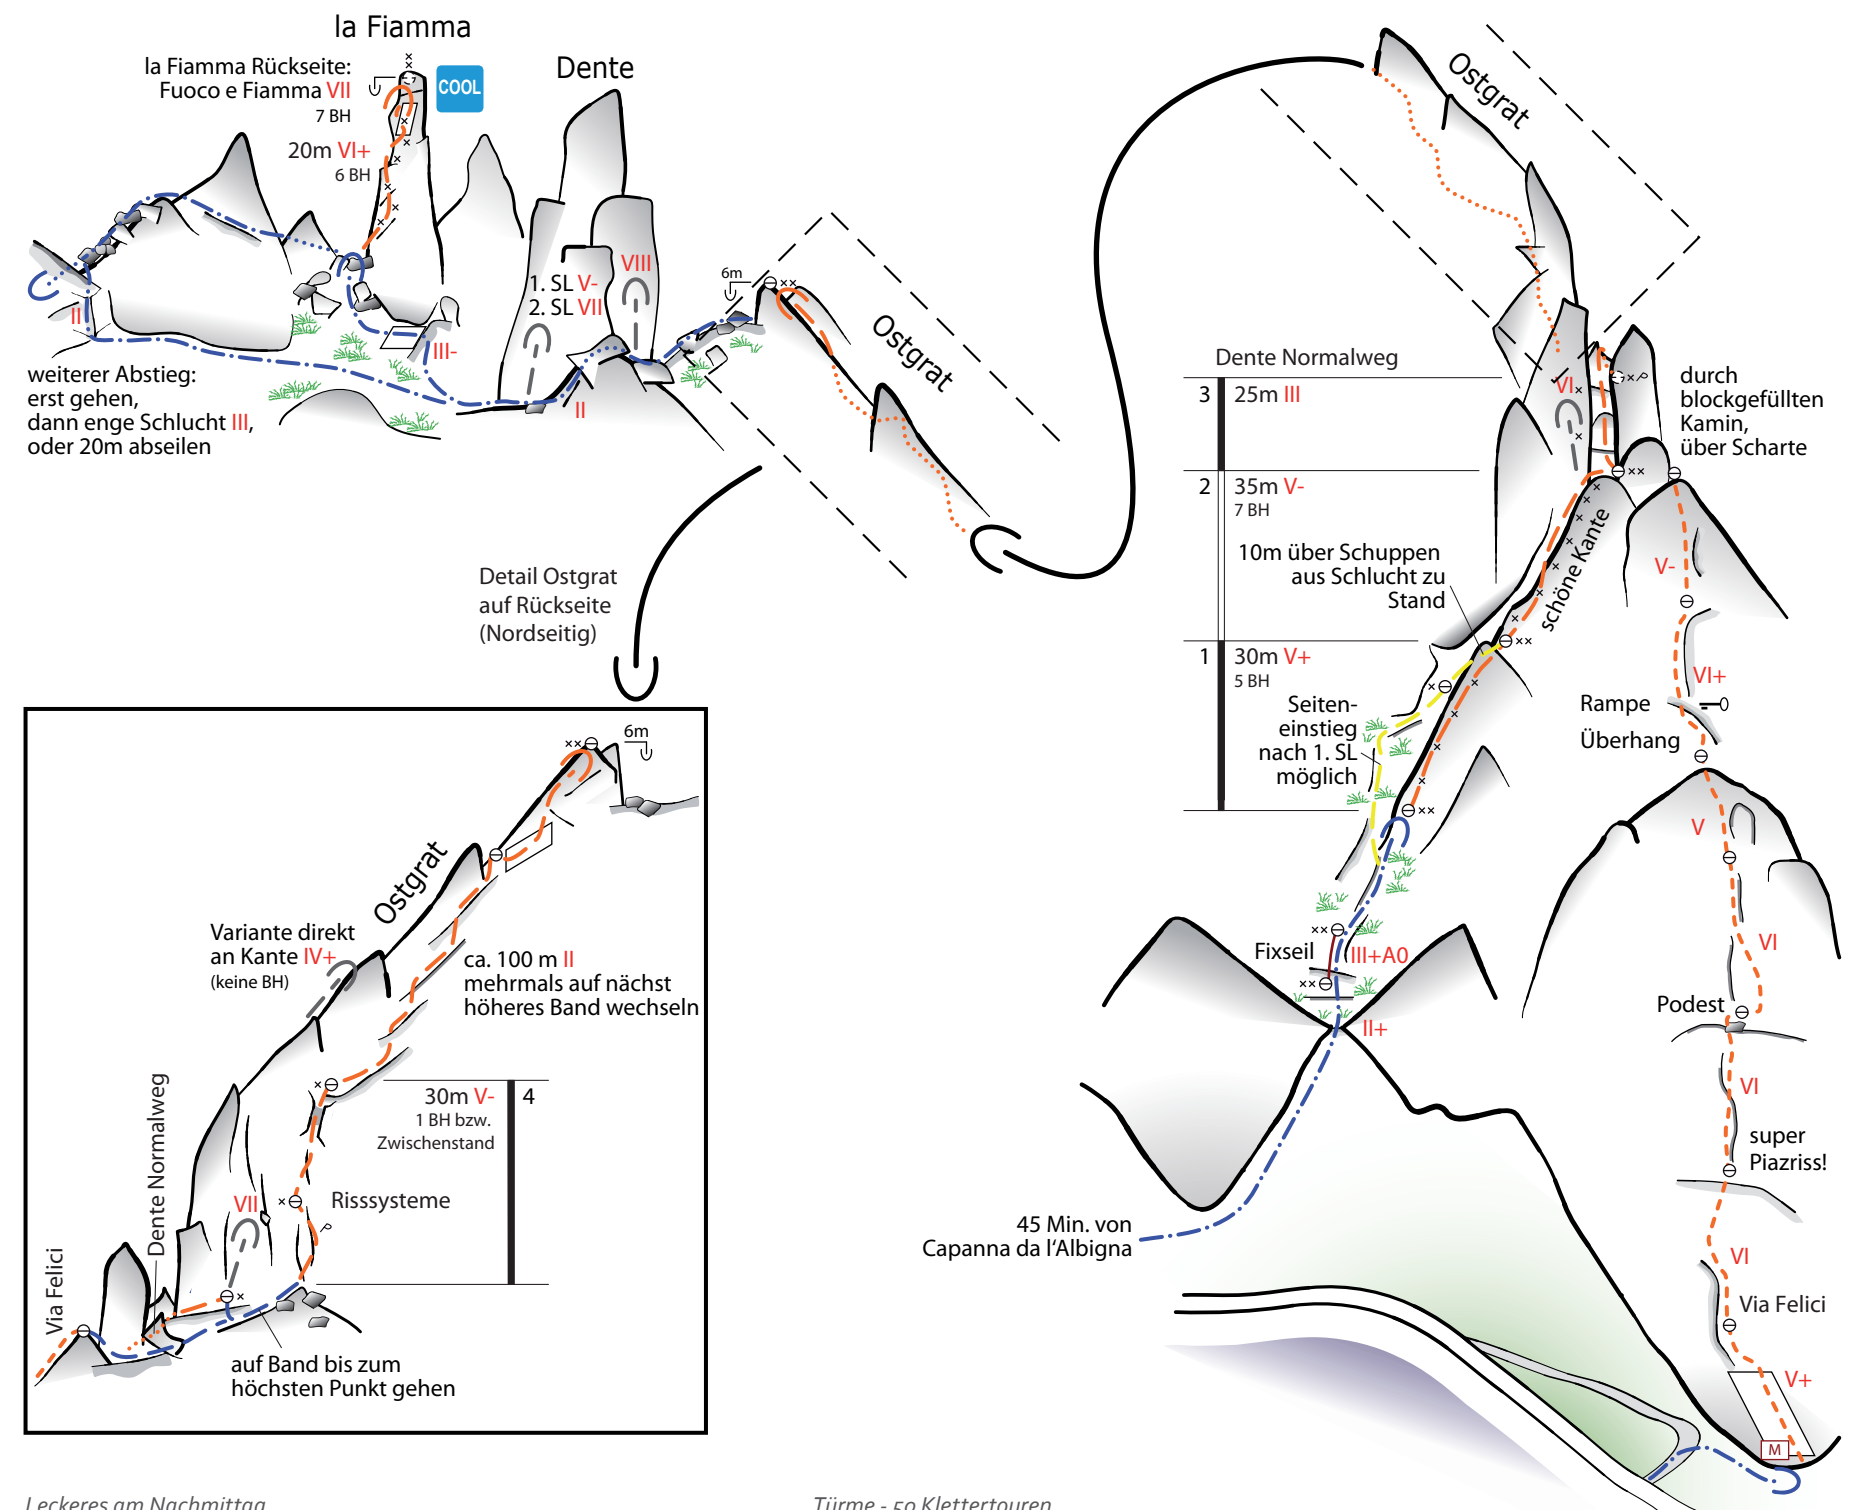 la Fiamma
la Fiamma Rückseite:
Fuoco e Fiamma VII
7 BH
COOL
20m VI+
6 BH
Dente
II
III-
1. SL V-
2. SL VII
VIII
II
6m
Ostgrat
weiterer Abstieg:
erst gehen,
dann enge Schlucht III,
oder 20m abseilen
Detail Ostgrat
auf Rückseite
(Nordseitig)
Ostgrat
Dente Normalweg
3 25m III
2 35m V-
7 BH
10m über Schuppen
aus Schlucht zu
Stand
1 30m V+
5 BH
Seiten-
einstieg
nach 1. SL
möglich
VI
schöne Kante
durch
blockgefüllten
Kamin,
über Scharte
V-
VI+
Rampe
Überhang
V
VI
Podest
VI
super
Piazriss!
VI
Via Felici
V+
M
Fixseil
III+A0
II+
45 Min. von
Capanna da l'Albigna
6m
Ostgrat
Variante direkt
an Kante IV+
(keine BH)
ca. 100 m II
mehrmals auf nächst
höheres Band wechseln
30m V- 4
1 BH bzw.
Zwischenstand
Risssysteme
VII
Dente Normalweg
Via Felici
auf Band bis zum
höchsten Punkt gehen
Leckeres am Nachmittag
Türme - 50 Klettertouren